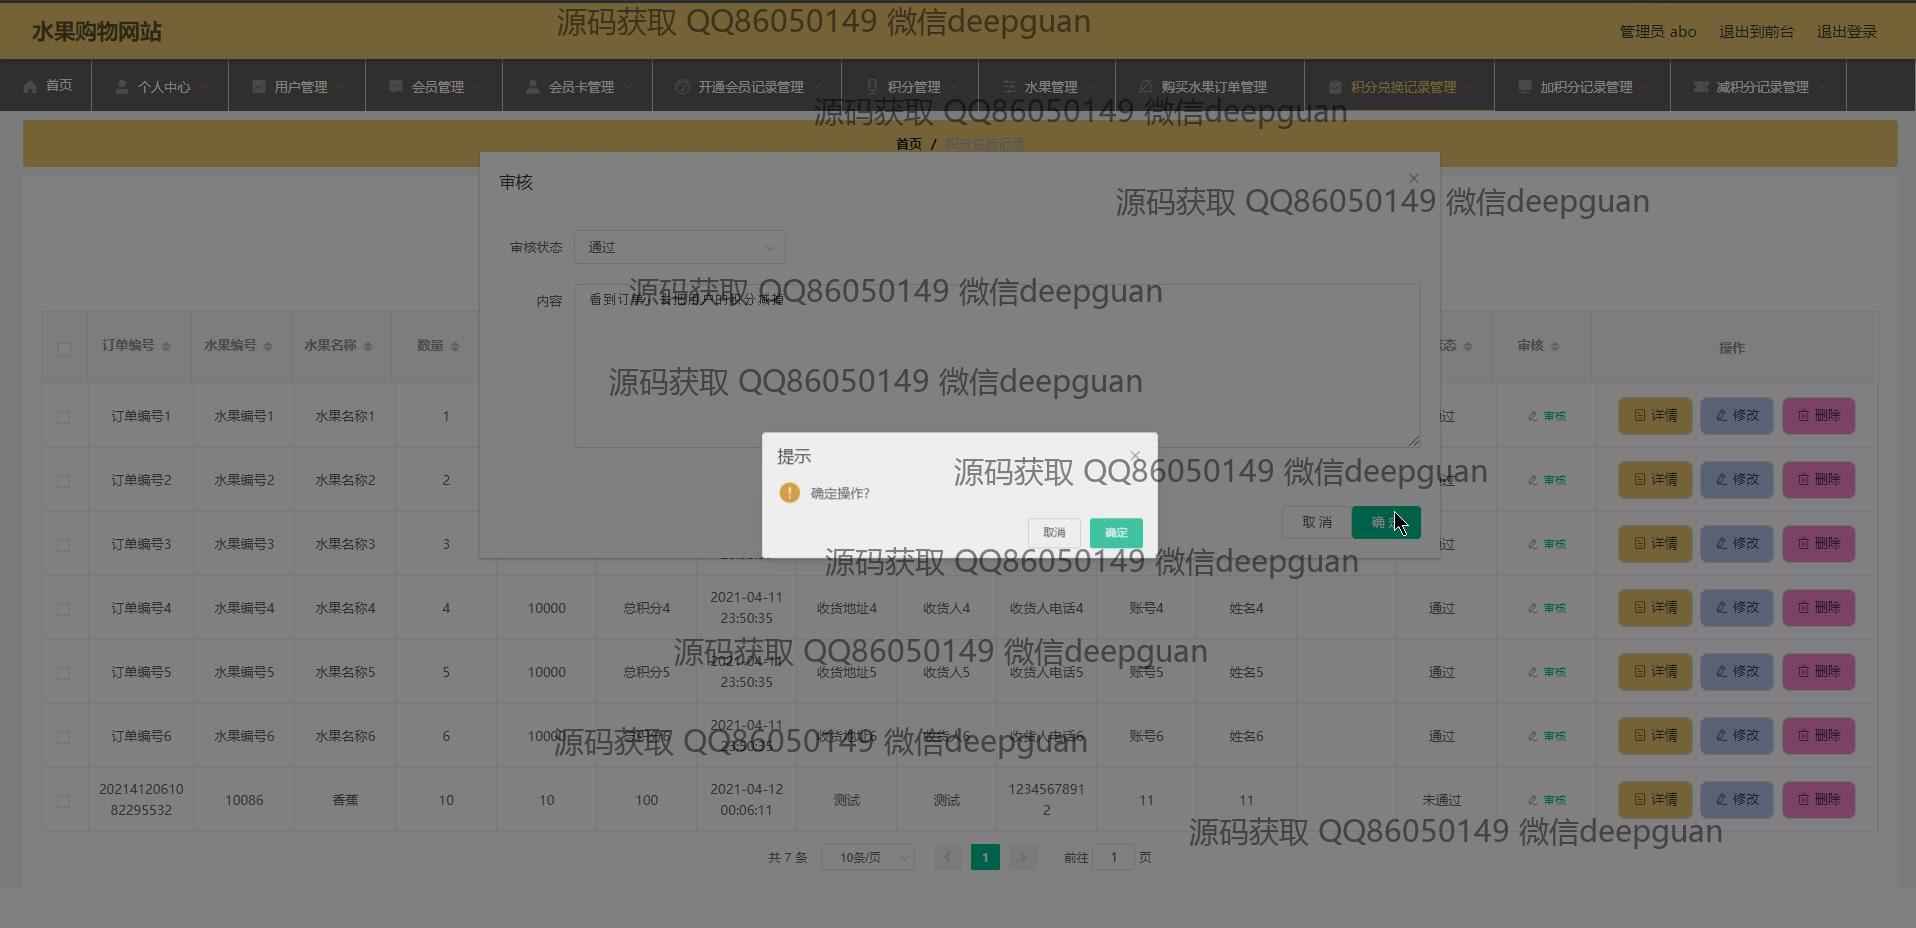 水果购物网站
源码获取 QQ86050149 微信deepguan
管理员 abo 退出到前台 退出登录
首页 个人中心 用户管理 会员管理 会员卡管理 开通会员记录管理 积分管理 水果管理 购买水果订单管理 积分兑换记录管理 加积分记录管理 减积分记录管理
源码获取 QQ86050149 微信deepguan
首页 / 积分兑换记录
审核
源码获取 QQ86050149 微信deepguan
审核状态 通过
源码获取 QQ86050149 微信deepguan
内容 看到订单，去把用户的积分减掉
订单编号 水果编号 水果名称 数量 审核 操作
源码获取 QQ86050149 微信deepguan
订单编号1 水果编号1 水果名称1 1 审核 详情 修改 删除
提示
源码获取 QQ86050149 微信deepguan
订单编号2 水果编号2 水果名称2 2 审核 详情 修改 删除
确定操作?
取消 确定
取消
订单编号3 水果编号3 水果名称3 3 审核 详情 修改 删除
源码获取 QQ86050149 微信deepguan
订单编号4 水果编号4 水果名称4 4 10000 总积分4 2021-04-11 23:50:35 收货地址4 收货人4 收货人电话4 账号4 姓名4 通过 审核 详情 修改 删除
源码获取 QQ86050149 微信deepguan
订单编号5 水果编号5 水果名称5 5 10000 总积分5 2021-04-11 23:50:35 收货地址5 收货人5 收货人电话5 账号5 姓名5 通过 审核 详情 修改 删除
订单编号6 水果编号6 水果名称6 6 10000 总积分6 2021-04-11 23:50:35 收货地址6 收货人6 收货人电话6 账号6 姓名6 通过 审核 详情 修改 删除
源码获取 QQ86050149 微信deepguan
20214120610 82295532 10086 香蕉 10 10 100 2021-04-12 00:06:11 测试 测试 1234567891 2 11 11 未通过 审核 详情 修改 删除
源码获取 QQ86050149 微信deepguan
共 7 条 10条/页 1 前往 1 页